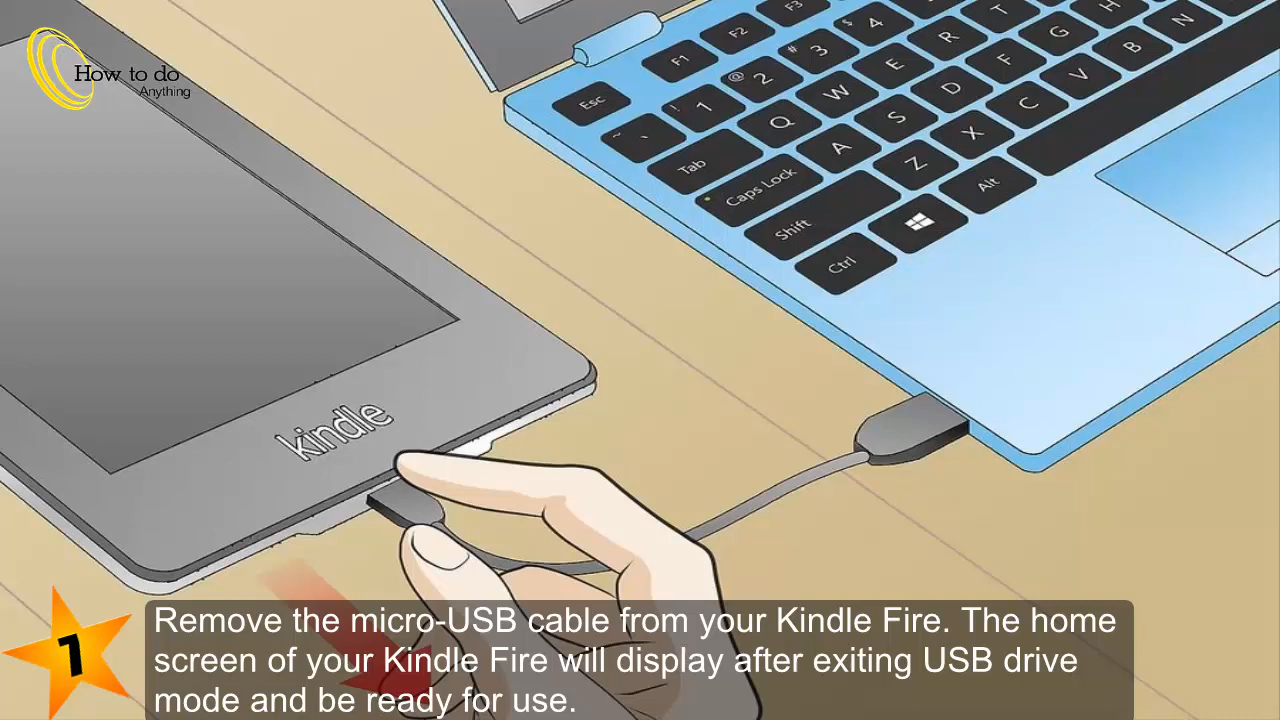 How to do
Anything
F1 F2 F3
Esc ! 1 @ 2 # 3 $ 4
~ ` Q W E R T
Tab A S D F G H
Caps Lock Z X C V B N
Shift Alt
Ctrl
kindle
1
Remove the micro-USB cable from your Kindle Fire. The home
screen of your Kindle Fire will display after exiting USB drive
mode and be ready for use.